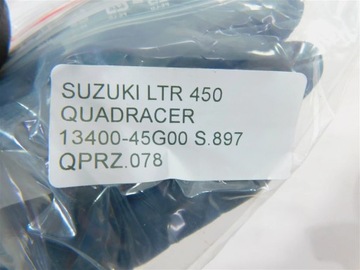 SUZUKI LTR 450
QUADRACER
13400-45G00 S.897
QPRZ.078